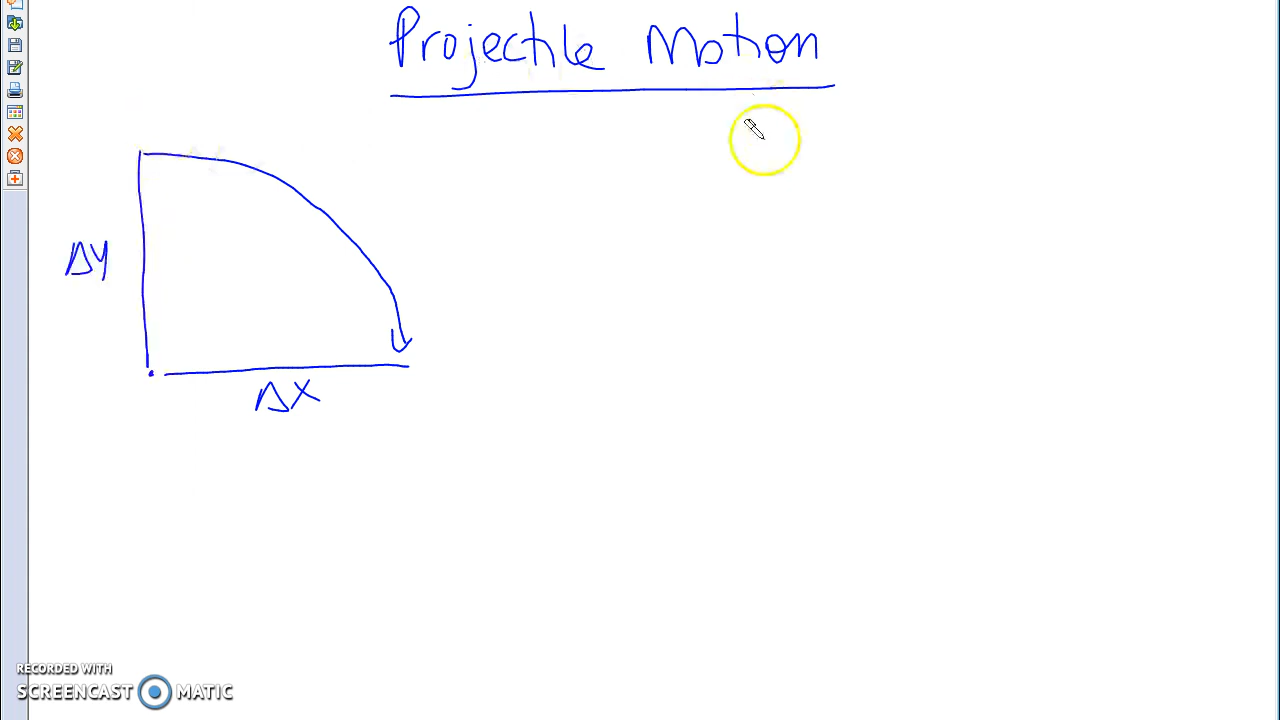 Projectile Motion
ΔY
ΔX
RECORDED WITH
SCREENCAST MATIC